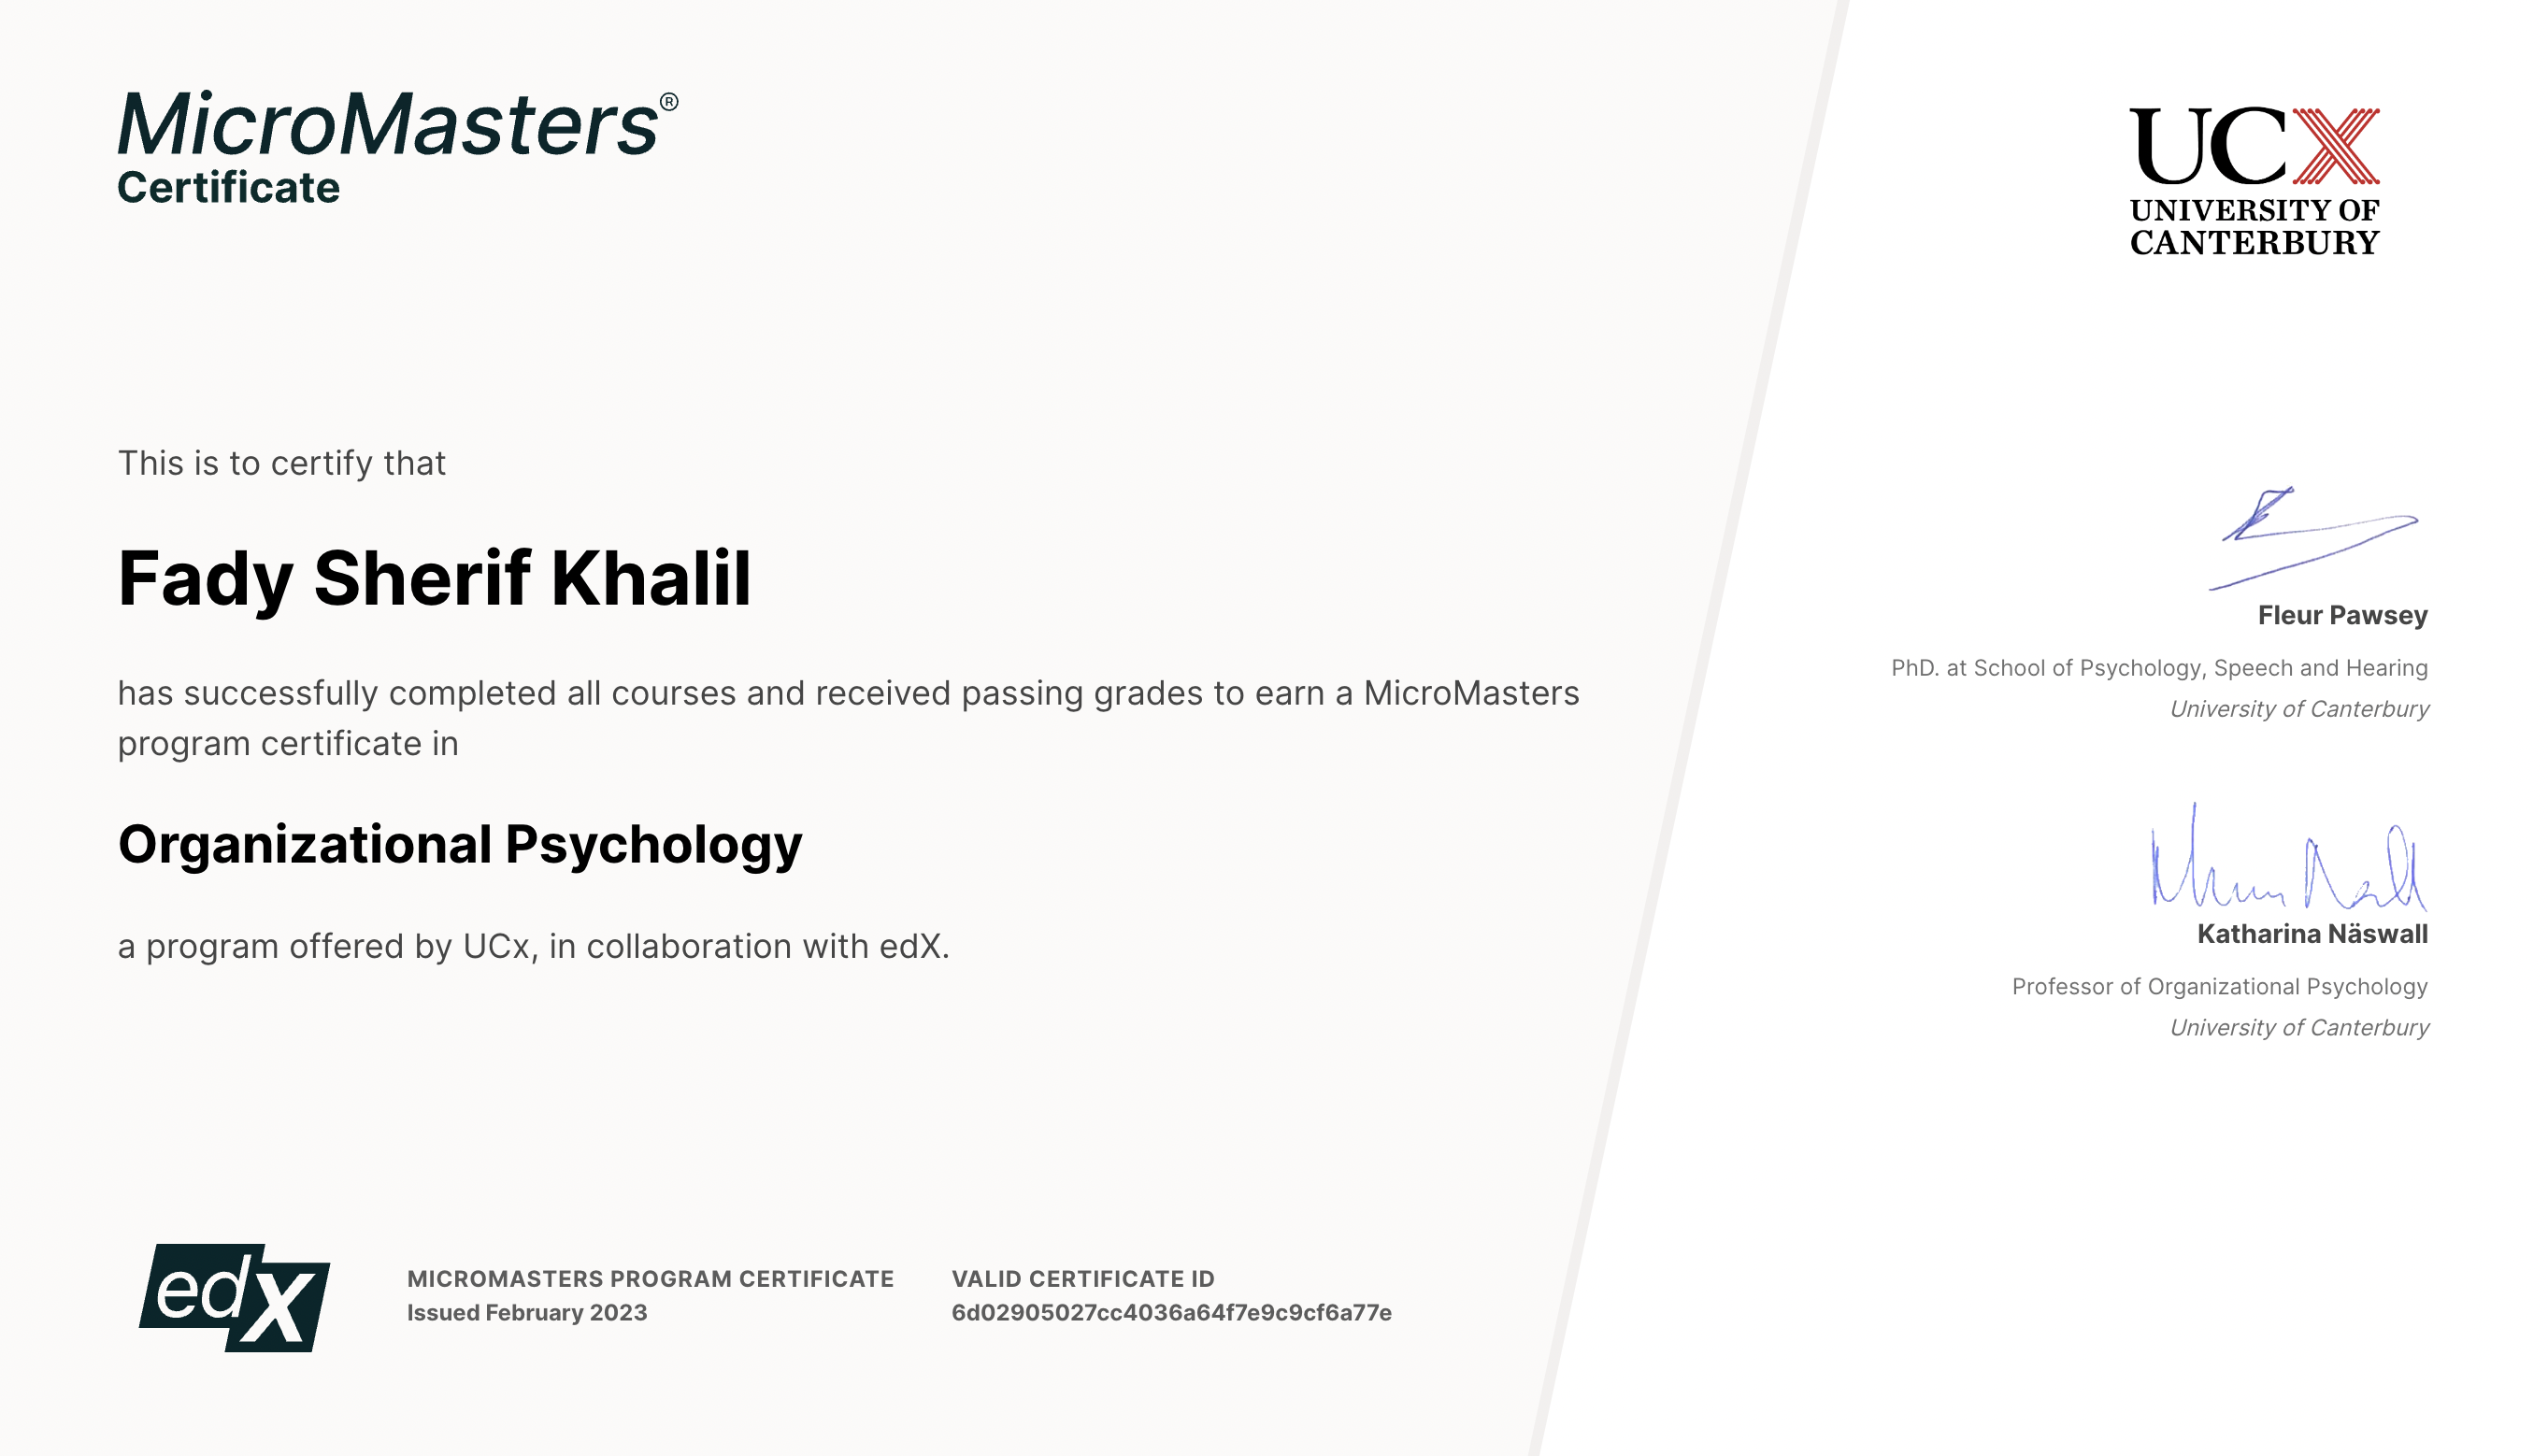 MicroMasters®
Certificate
UCX
UNIVERSITY OF
CANTERBURY
This is to certify that
Fady Sherif Khalil
has successfully completed all courses and received passing grades to earn a MicroMasters
program certificate in
Organizational Psychology
a program offered by UCx, in collaboration with edX.
Fleur Pawsey
PhD. at School of Psychology, Speech and Hearing
University of Canterbury
Katharina Näswall
Professor of Organizational Psychology
University of Canterbury
edX
MICROMASTERS PROGRAM CERTIFICATE
Issued February 2023
VALID CERTIFICATE ID
6d02905027cc4036a64f7e9c9cf6a77e